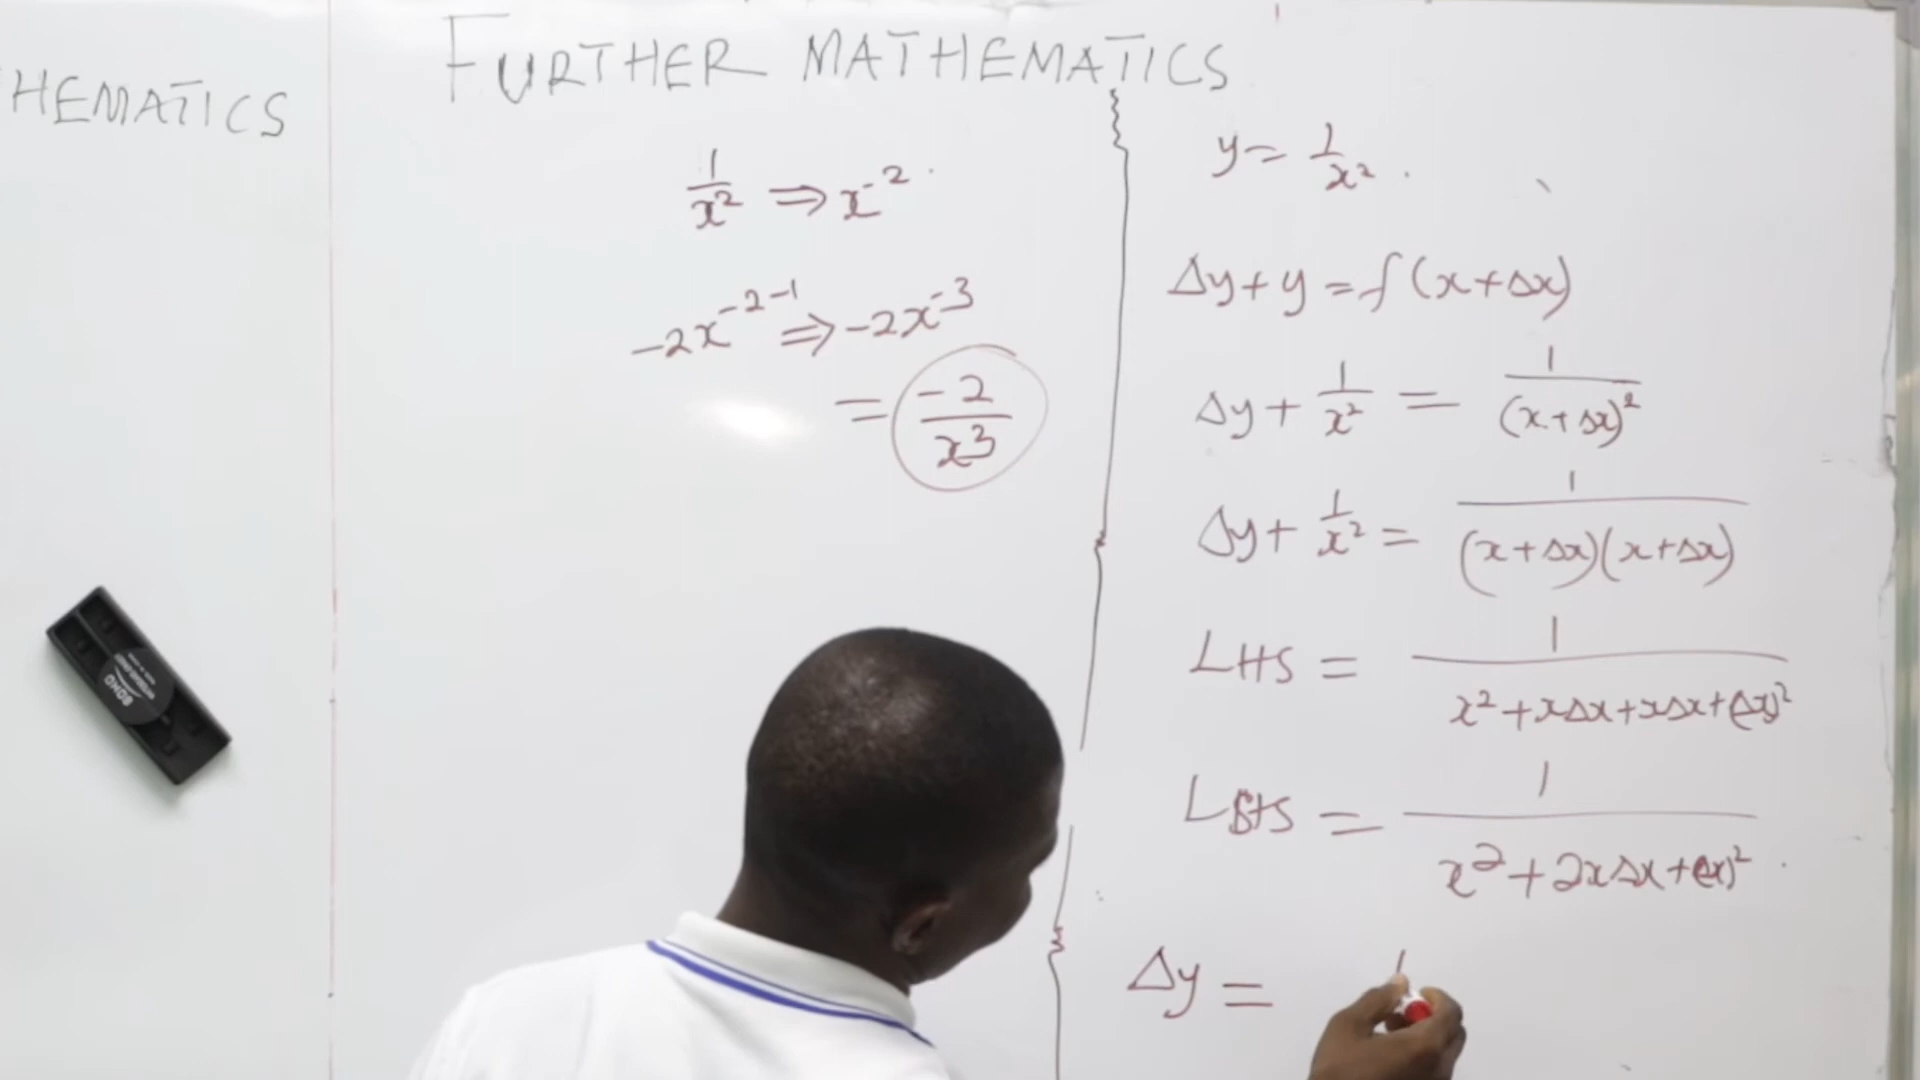 HEMATICS
FURTHER MATHEMATICS
1/x² ⇒ x⁻²
-2x⁻²⁻¹ ⇒ -2x⁻³
= -2/x³
y = 1/x².
Δy + y = f(x+Δx)
Δy + 1/x² = 1/(x+Δx)²
Δy + 1/x² = 1/(x+Δx)(x+Δx)
LHS = 1/x²+xΔx+xΔx+(Δx)²
LHS = 1/x²+2xΔx+(Δx)².
Δy = 1